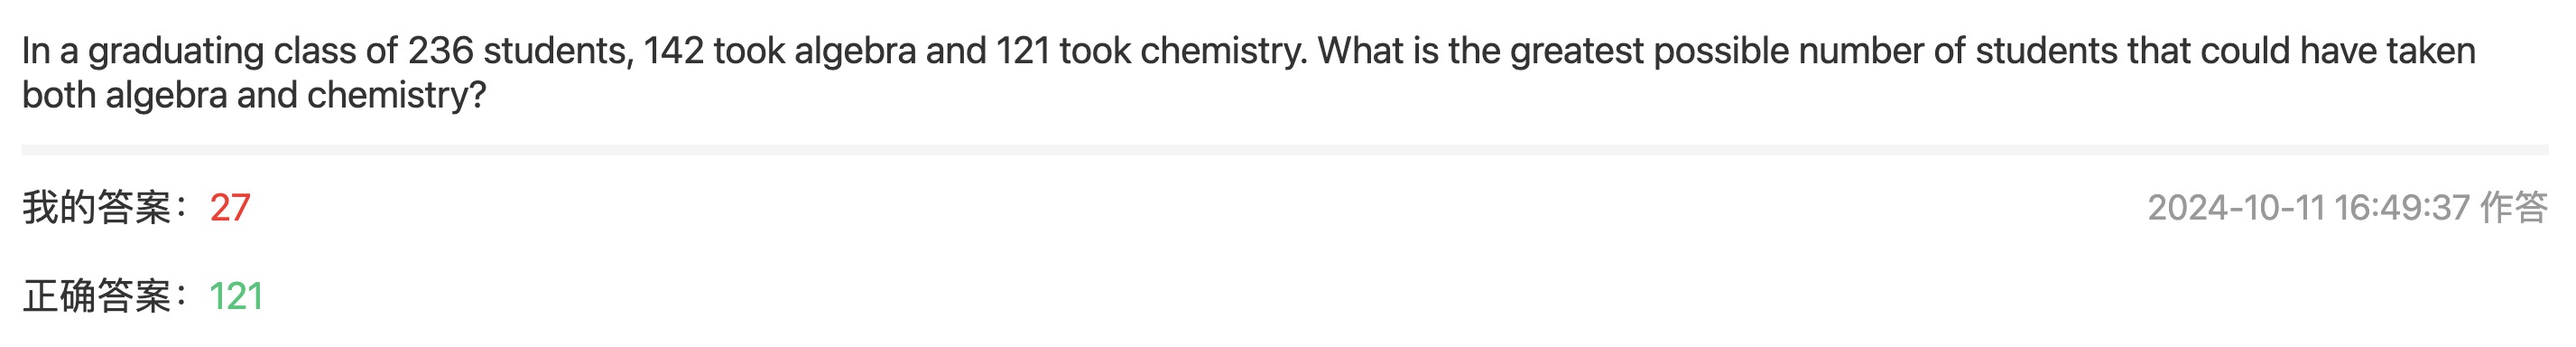 In a graduating class of 236 students, 142 took algebra and 121 took chemistry. What is the greatest possible number of students that could have taken
both algebra and chemistry?
我的答案：27
2024-10-11 16:49:37 作答
正确答案：121